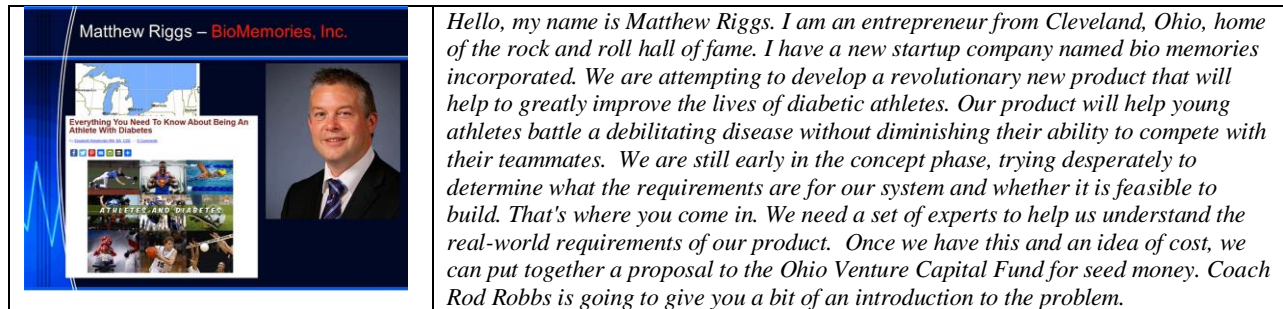 Matthew Riggs – BioMemories, Inc.
Everything You Need To Know About Being An
Athlete With Diabetes
ATHLETES AND DIABETES
Hello, my name is Matthew Riggs. I am an entrepreneur from Cleveland, Ohio, home
of the rock and roll hall of fame. I have a new startup company named bio memories
incorporated. We are attempting to develop a revolutionary new product that will
help to greatly improve the lives of diabetic athletes. Our product will help young
athletes battle a debilitating disease without diminishing their ability to compete with
their teammates.  We are still early in the concept phase, trying desperately to
determine what the requirements are for our system and whether it is feasible to
build. That's where you come in. We need a set of experts to help us understand the
real-world requirements of our product.  Once we have this and an idea of cost, we
can put together a proposal to the Ohio Venture Capital Fund for seed money. Coach
Rod Robbs is going to give you a bit of an introduction to the problem.